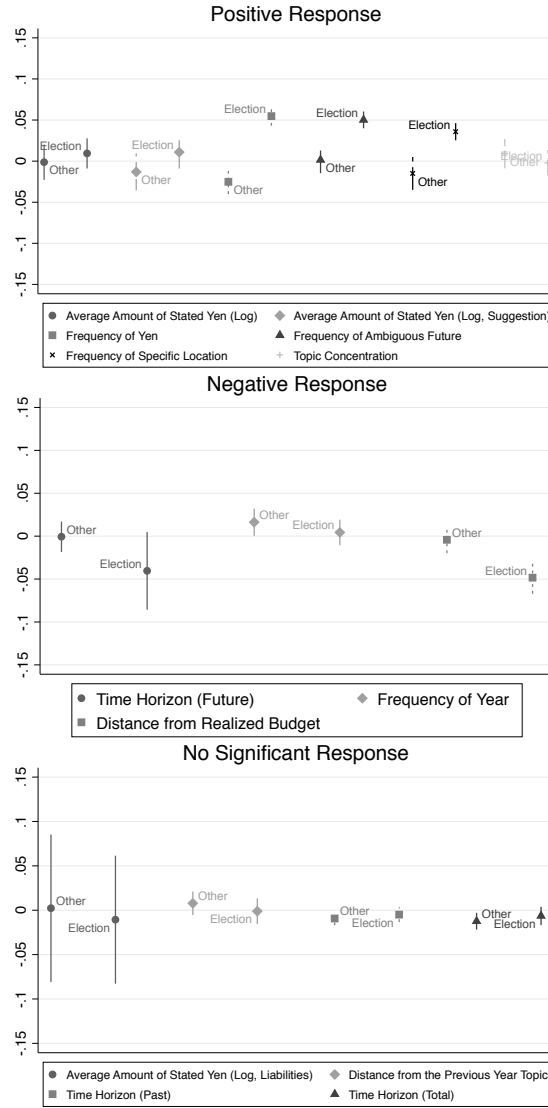 Positive Response
.15
.1
.05
0
-.05
-.1
-.15
Election
Other
Election
Other
Election
Other
Election
Other
Election
Other
Election
Other
Average Amount of Stated Yen (Log)
Average Amount of Stated Yen (Log, Suggestion)
Frequency of Yen
Frequency of Ambiguous Future
Frequency of Specific Location
Topic Concentration
Negative Response
.15
.1
.05
0
-.05
-.1
-.15
Other
Election
Other
Election
Other
Election
Time Horizon (Future)
Frequency of Year
Distance from Realized Budget
No Significant Response
.15
.1
.05
0
-.05
-.1
-.15
Other
Election
Other
Election
Other
Election
Other
Election
Average Amount of Stated Yen (Log, Liabilities)
Distance from the Previous Year Topic
Time Horizon (Past)
Time Horizon (Total)